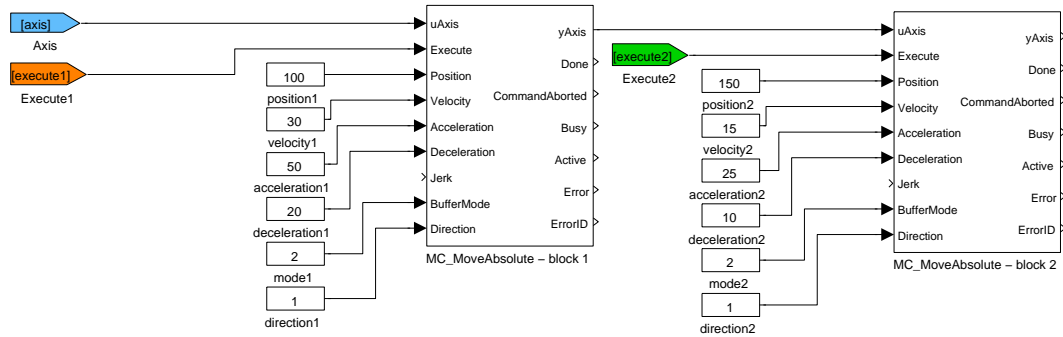 [axis]
Axis
[execute1]
Execute1
100
position1
30
velocity1
50
acceleration1
20
deceleration1
2
mode1
1
direction1
uAxis
Execute
Position
Velocity
Acceleration
Deceleration
Jerk
BufferMode
Direction
yAxis
Done
CommandAborted
Busy
Active
Error
ErrorID
MC_MoveAbsolute – block 1
[execute2]
Execute2
150
position2
15
velocity2
25
acceleration2
10
deceleration2
2
mode2
1
direction2
uAxis
Execute
Position
Velocity
Acceleration
Deceleration
Jerk
BufferMode
Direction
yAxis
Done
CommandAborted
Busy
Active
Error
ErrorID
MC_MoveAbsolute – block 2